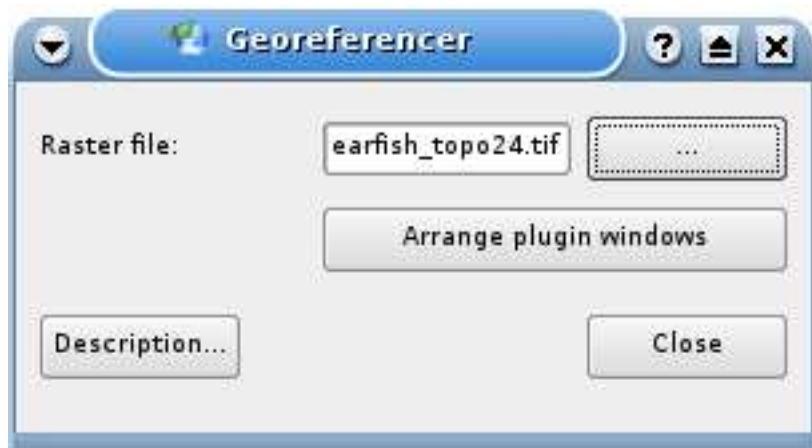 Georeferencer
Raster file: earfish_topo24.tif ...
Arrange plugin windows
Description... Close